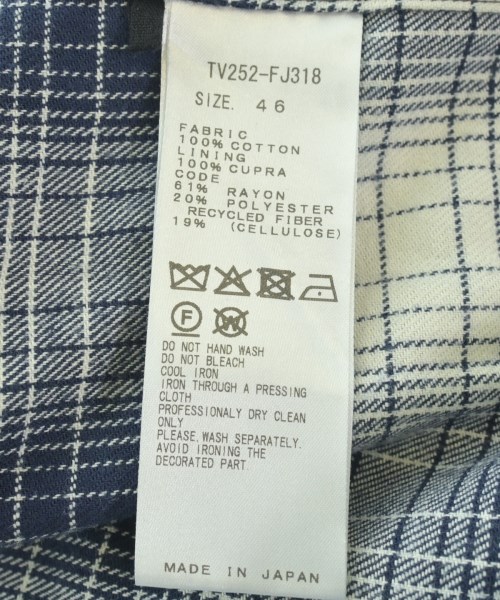 TV252-FJ318
SIZE. 46
FABRIC
100% COTTON
LINING
100% CUPRA
CODE
61% RAYON
20% POLYESTER
RECYCLED FIBER
19% (CELLULOSE)
F W
DO NOT HAND WASH
DO NOT BLEACH
COOL IRON
IRON THROUGH A PRESSING
CLOTH
PROFESSIONALY DRY CLEAN
ONLY
PLEASE WASH SEPARATELY.
AVOID IRONING THE
DECORATED PART.
MADE IN JAPAN